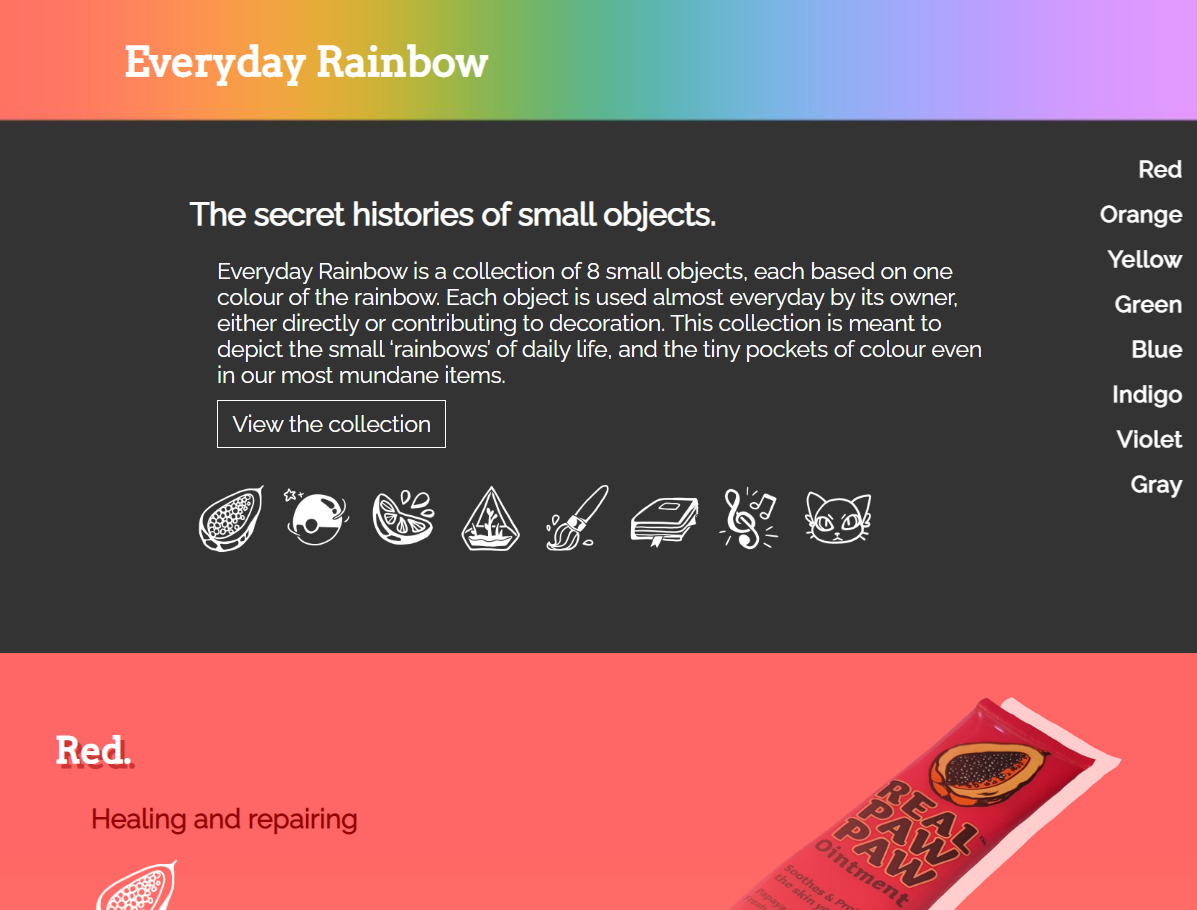 Everyday Rainbow
Red
Orange
Yellow
Green
Blue
Indigo
Violet
Gray
The secret histories of small objects.
Everyday Rainbow is a collection of 8 small objects, each based on one
colour of the rainbow. Each object is used almost everyday by its owner,
either directly or contributing to decoration. This collection is meant to
depict the small ‘rainbows’ of daily life, and the tiny pockets of colour even
in our most mundane items.
View the collection
Red.
Healing and repairing
REAL
PAW
PAW
Ointment
Soothes &
the skin